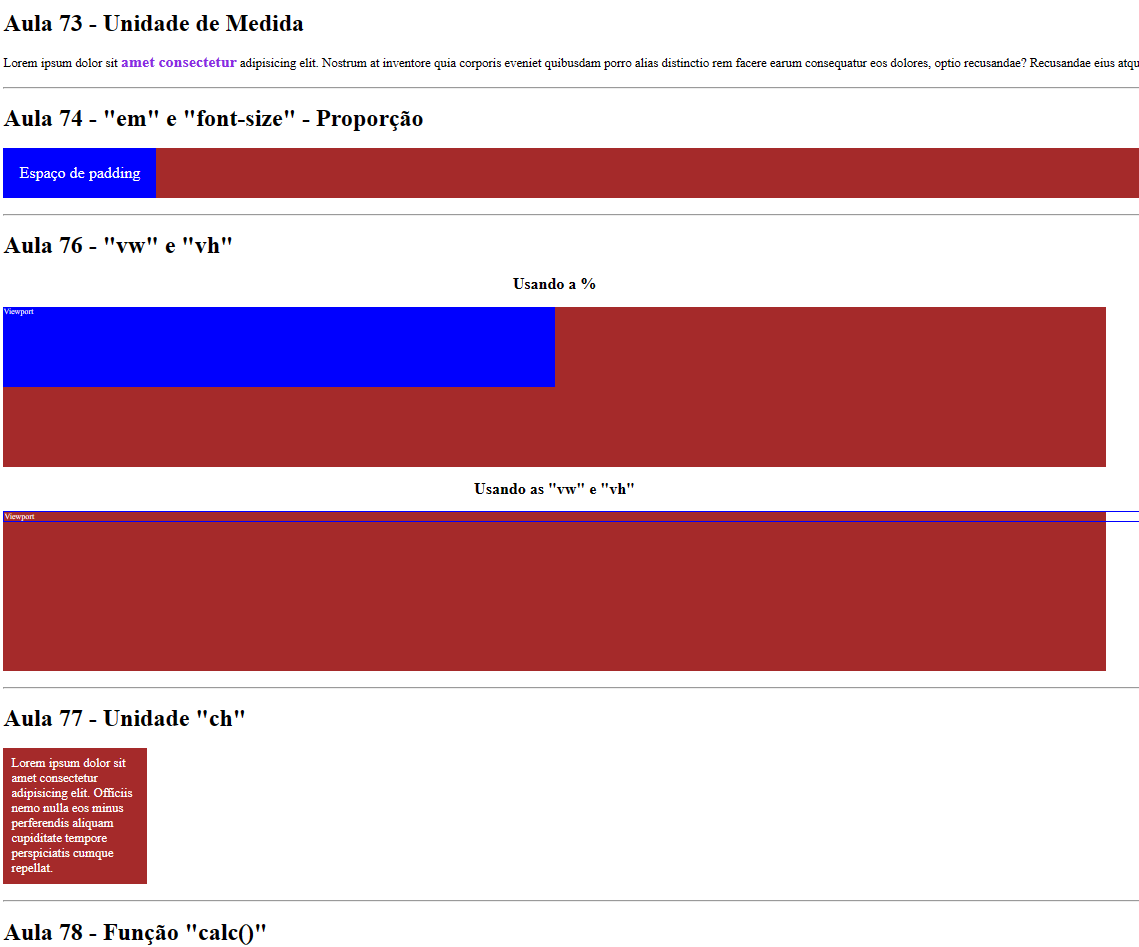 Aula 73 - Unidade de Medida
Lorem ipsum dolor sit amet consectetur adipisicing elit. Nostrum at inventore quia corporis eveniet quibusdam porro alias distinctio rem facere earum consequatur eos dolores, optio recusandae? Recusandae eius atqu
Aula 74 - "em" e "font-size" - Proporção
Espaço de padding
Aula 76 - "vw" e "vh"
Usando a %
Viewport
Usando as "vw" e "vh"
Viewport
Aula 77 - Unidade "ch"
Lorem ipsum dolor sit
amet consectetur
adipisicing elit. Officiis
nemo nulla eos minus
perferendis aliquam
cupiditate tempore
perspiciatis cumque
repellat.
Aula 78 - Função "calc()"